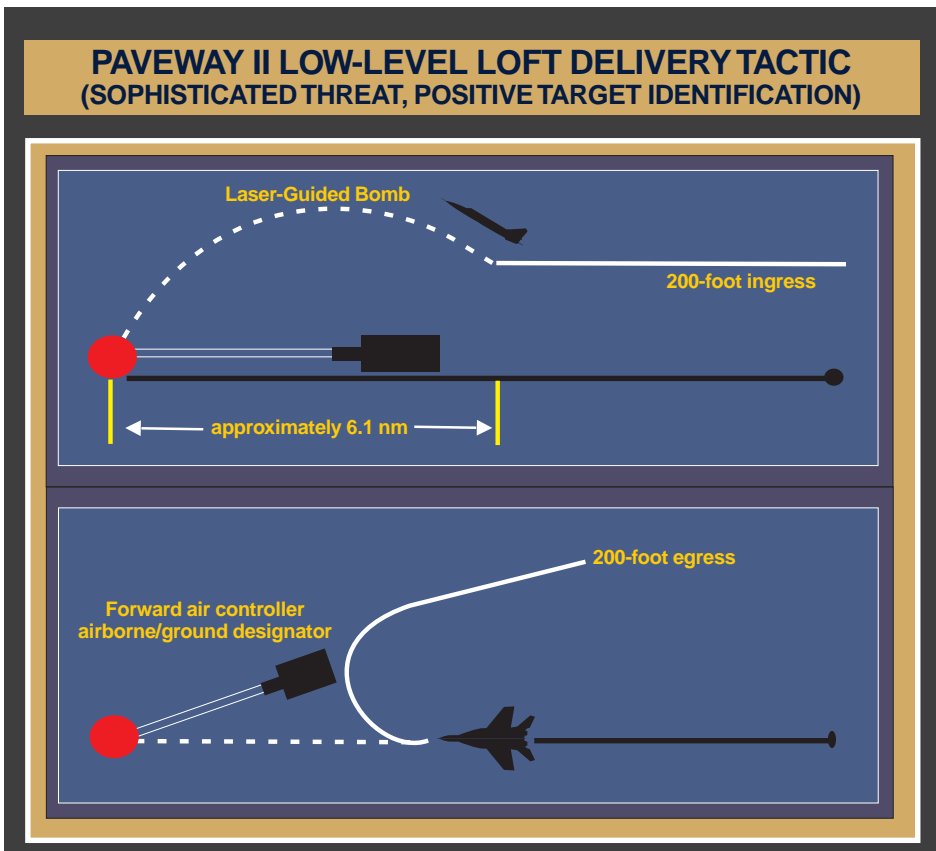 PAVEWAY II LOW-LEVEL LOFT DELIVERY TACTIC
(SOPHISTICATED THREAT, POSITIVE TARGET IDENTIFICATION)
Laser-Guided Bomb
200-foot ingress
approximately 6.1 nm
200-foot egress
Forward air controller
airborne/ground designator